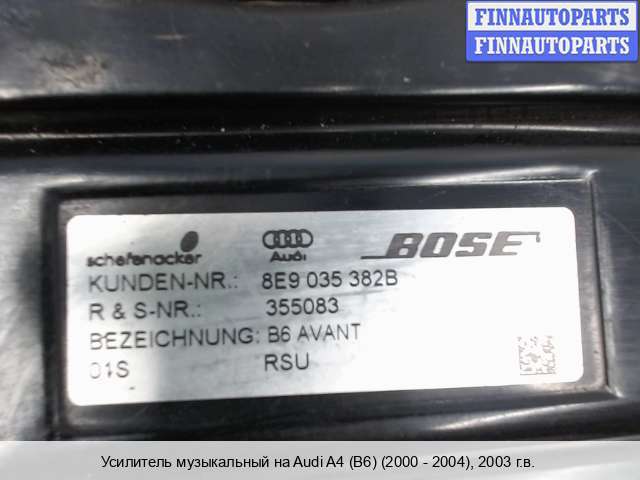 FINNAUTOPARTS
FINNAUTOPARTS
schefenacker Audi BOSE
KUNDEN-NR.: 8E9 035 382B
R & S-NR.: 355083
BEZEICHNUNG: B6 AVANT
01S RSU
Усилитель музыкальный на Audi A4 (B6) (2000 - 2004), 2003 г.в.